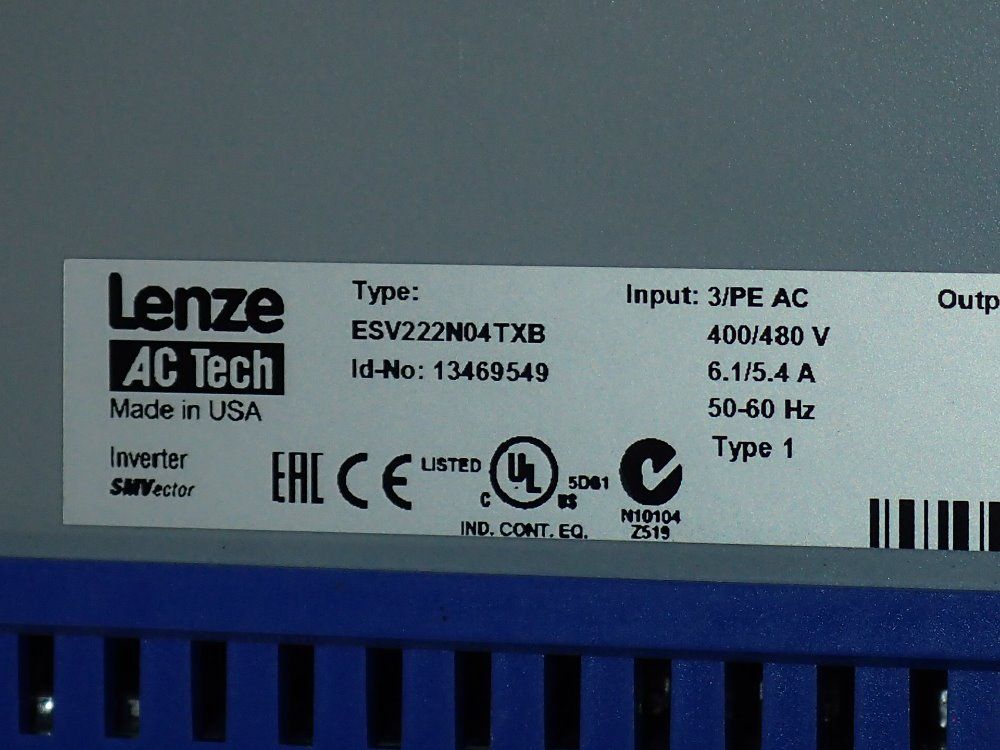 Lenze
AC Tech
Made in USA
Inverter
SMVector
Type:
ESV222N04TXB
Id-No: 13469549
EAC CE LISTED C UL US 5D61
IND. CONT. EQ.
N10104
Z519
Input: 3/PE AC
400/480 V
6.1/5.4 A
50-60 Hz
Type 1
Outp